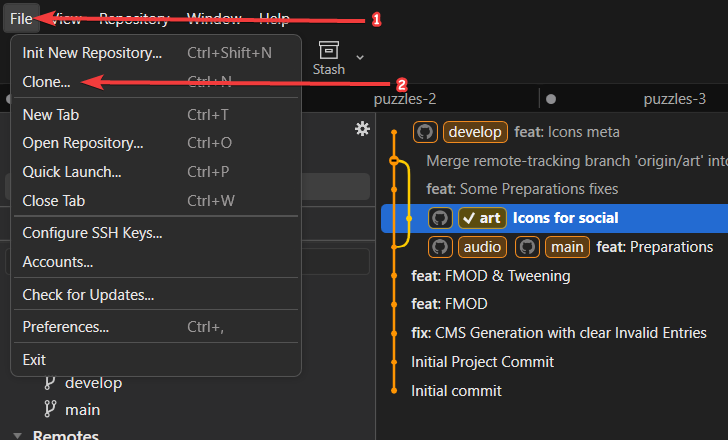 File View Repository Window Help 1
Init New Repository... Ctrl+Shift+N
Clone... Ctrl+N 2
New Tab Ctrl+T
Open Repository... Ctrl+O
Quick Launch... Ctrl+P
Close Tab Ctrl+W
Configure SSH Keys...
Accounts...
Check for Updates...
Preferences... Ctrl+,
Exit
develop
main
Remotes
Stash
puzzles-2 puzzles-3
develop feat: Icons meta
Merge remote-tracking branch 'origin/art' into
feat: Some Preparations fixes
✓ art Icons for social
audio main feat: Preparations
feat: FMOD & Tweening
feat: FMOD
fix: CMS Generation with clear Invalid Entries
Initial Project Commit
Initial commit